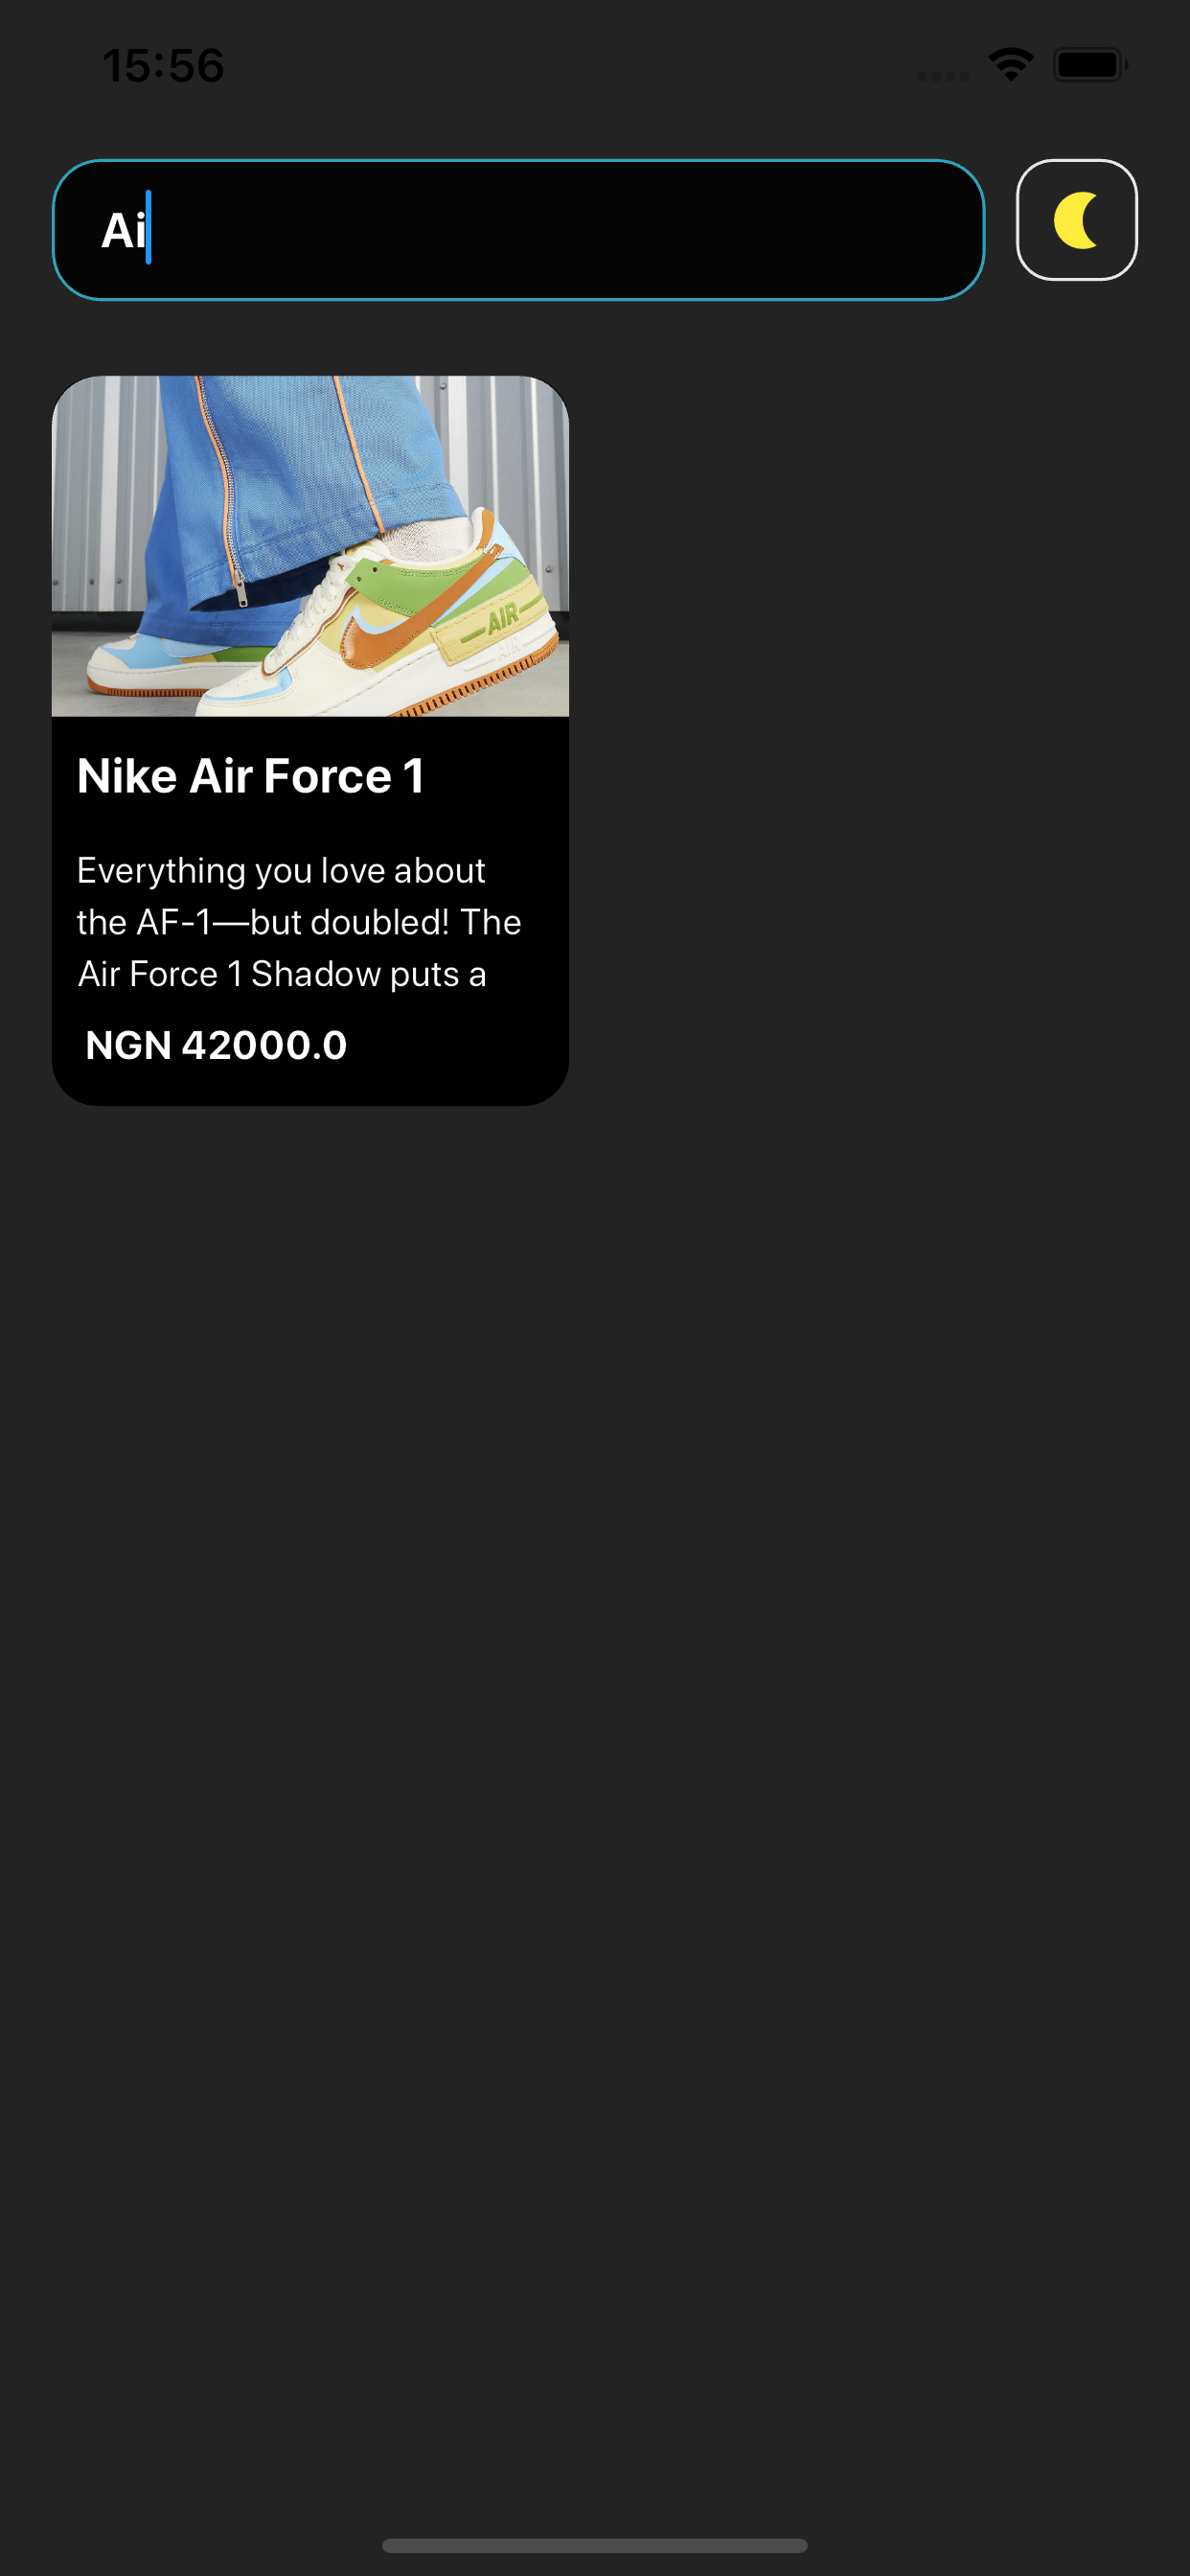 15:56
Ai
AIR
AIR
Nike Air Force 1
Everything you love about
the AF-1—but doubled! The
Air Force 1 Shadow puts a
NGN 42000.0